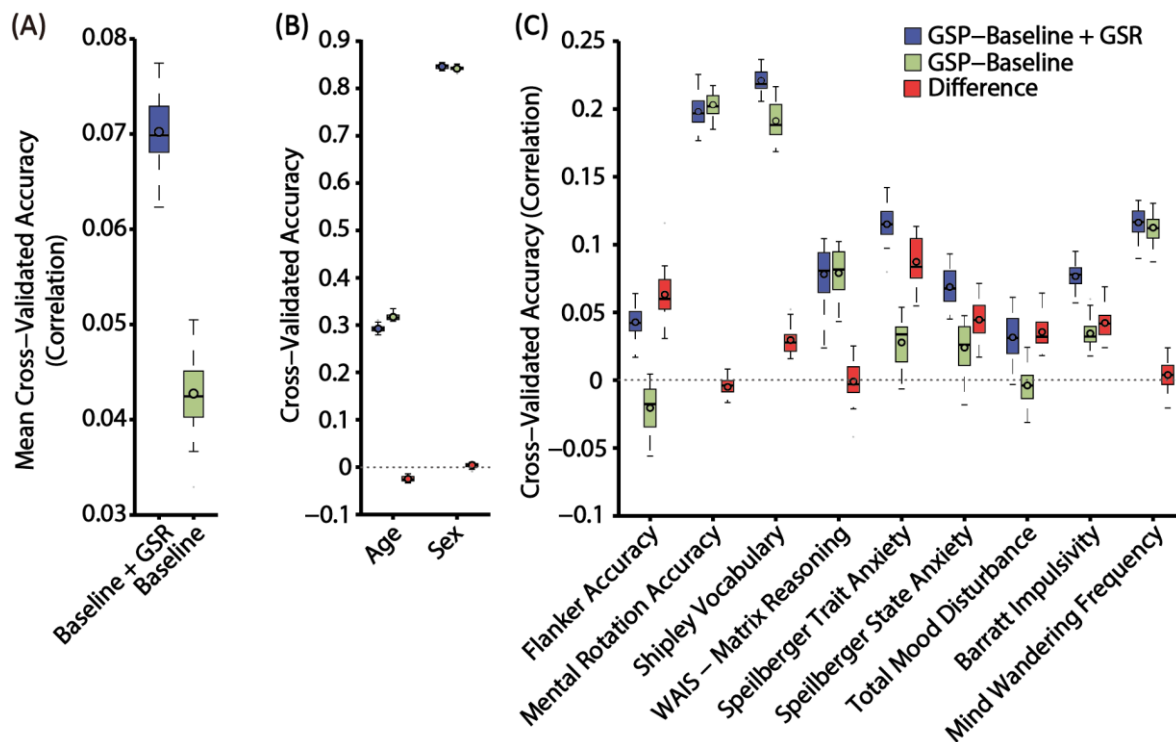 (A)
Mean Cross–Validated Accuracy
(Correlation)
0.08
0.07
0.06
0.05
0.04
0.03
Baseline + GSR
Baseline
(B)
Cross–Validated Accuracy
0.9
0.8
0.7
0.6
0.5
0.4
0.3
0.2
0.1
0
−0.1
Age
Sex
(C)
Cross–Validated Accuracy (Correlation)
0.25
0.2
0.15
0.1
0.05
0
−0.05
−0.1
GSP–Baseline + GSR
GSP–Baseline
Difference
Flanker Accuracy
Mental Rotation Accuracy
Shipley Vocabulary
WAIS – Matrix Reasoning
Speilberger Trait Anxiety
Speilberger State Anxiety
Total Mood Disturbance
Barratt Impulsivity
Mind Wandering Frequency